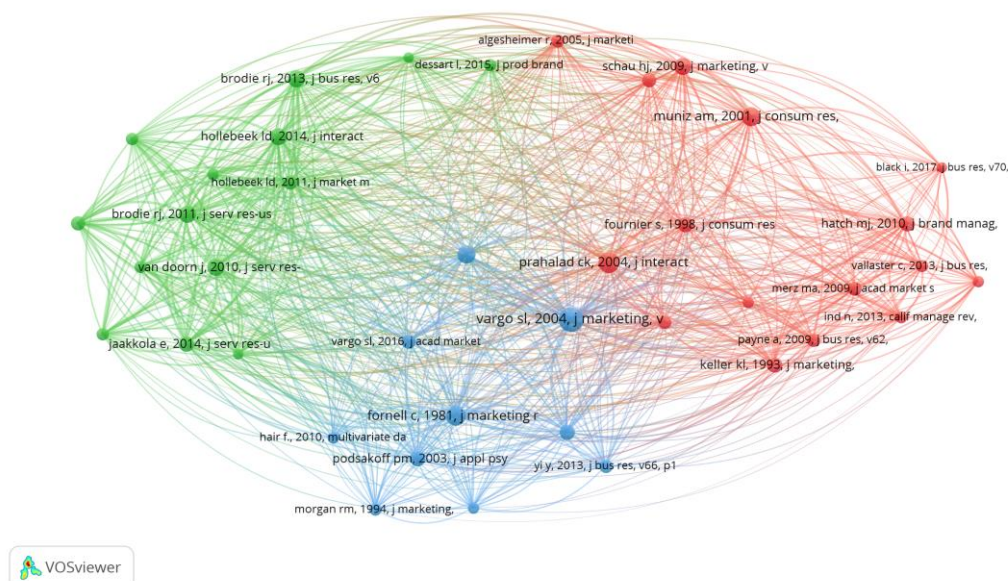 algesheimer r, 2005, j marketi
dessart l, 2015, j prod brand
schau hj, 2009, j marketing, v
brodie rj, 2013, j bus res, v6
muniz am, 2001, j consum res,
hollebeek ld, 2014, j interact
black i, 2017, j bus res, v70,
hollebeek ld, 2011, j market m
brodie rj, 2011, j serv res-us
fournier s, 1998, j consum res
hatch mj, 2010, j brand manag,
prahalad ck, 2004, j interact
van doorn j, 2010, j serv res-
vallaster c, 2013, j bus res,
merz ma, 2009, j acad market s
vargo sl, 2004, j marketing, v
ind n, 2013, calif manage rev,
vargo sl, 2016, j acad market
payne a, 2009, j bus res, v62,
jaakkola e, 2014, j serv res-u
keller kl, 1993, j marketing,
fornell c, 1981, j marketing r
hair f., 2010, multivariate da
podsakoff pm, 2003, j appl psy
yi y, 2013, j bus res, v66, p1
morgan rm, 1994, j marketing,
VOSviewer